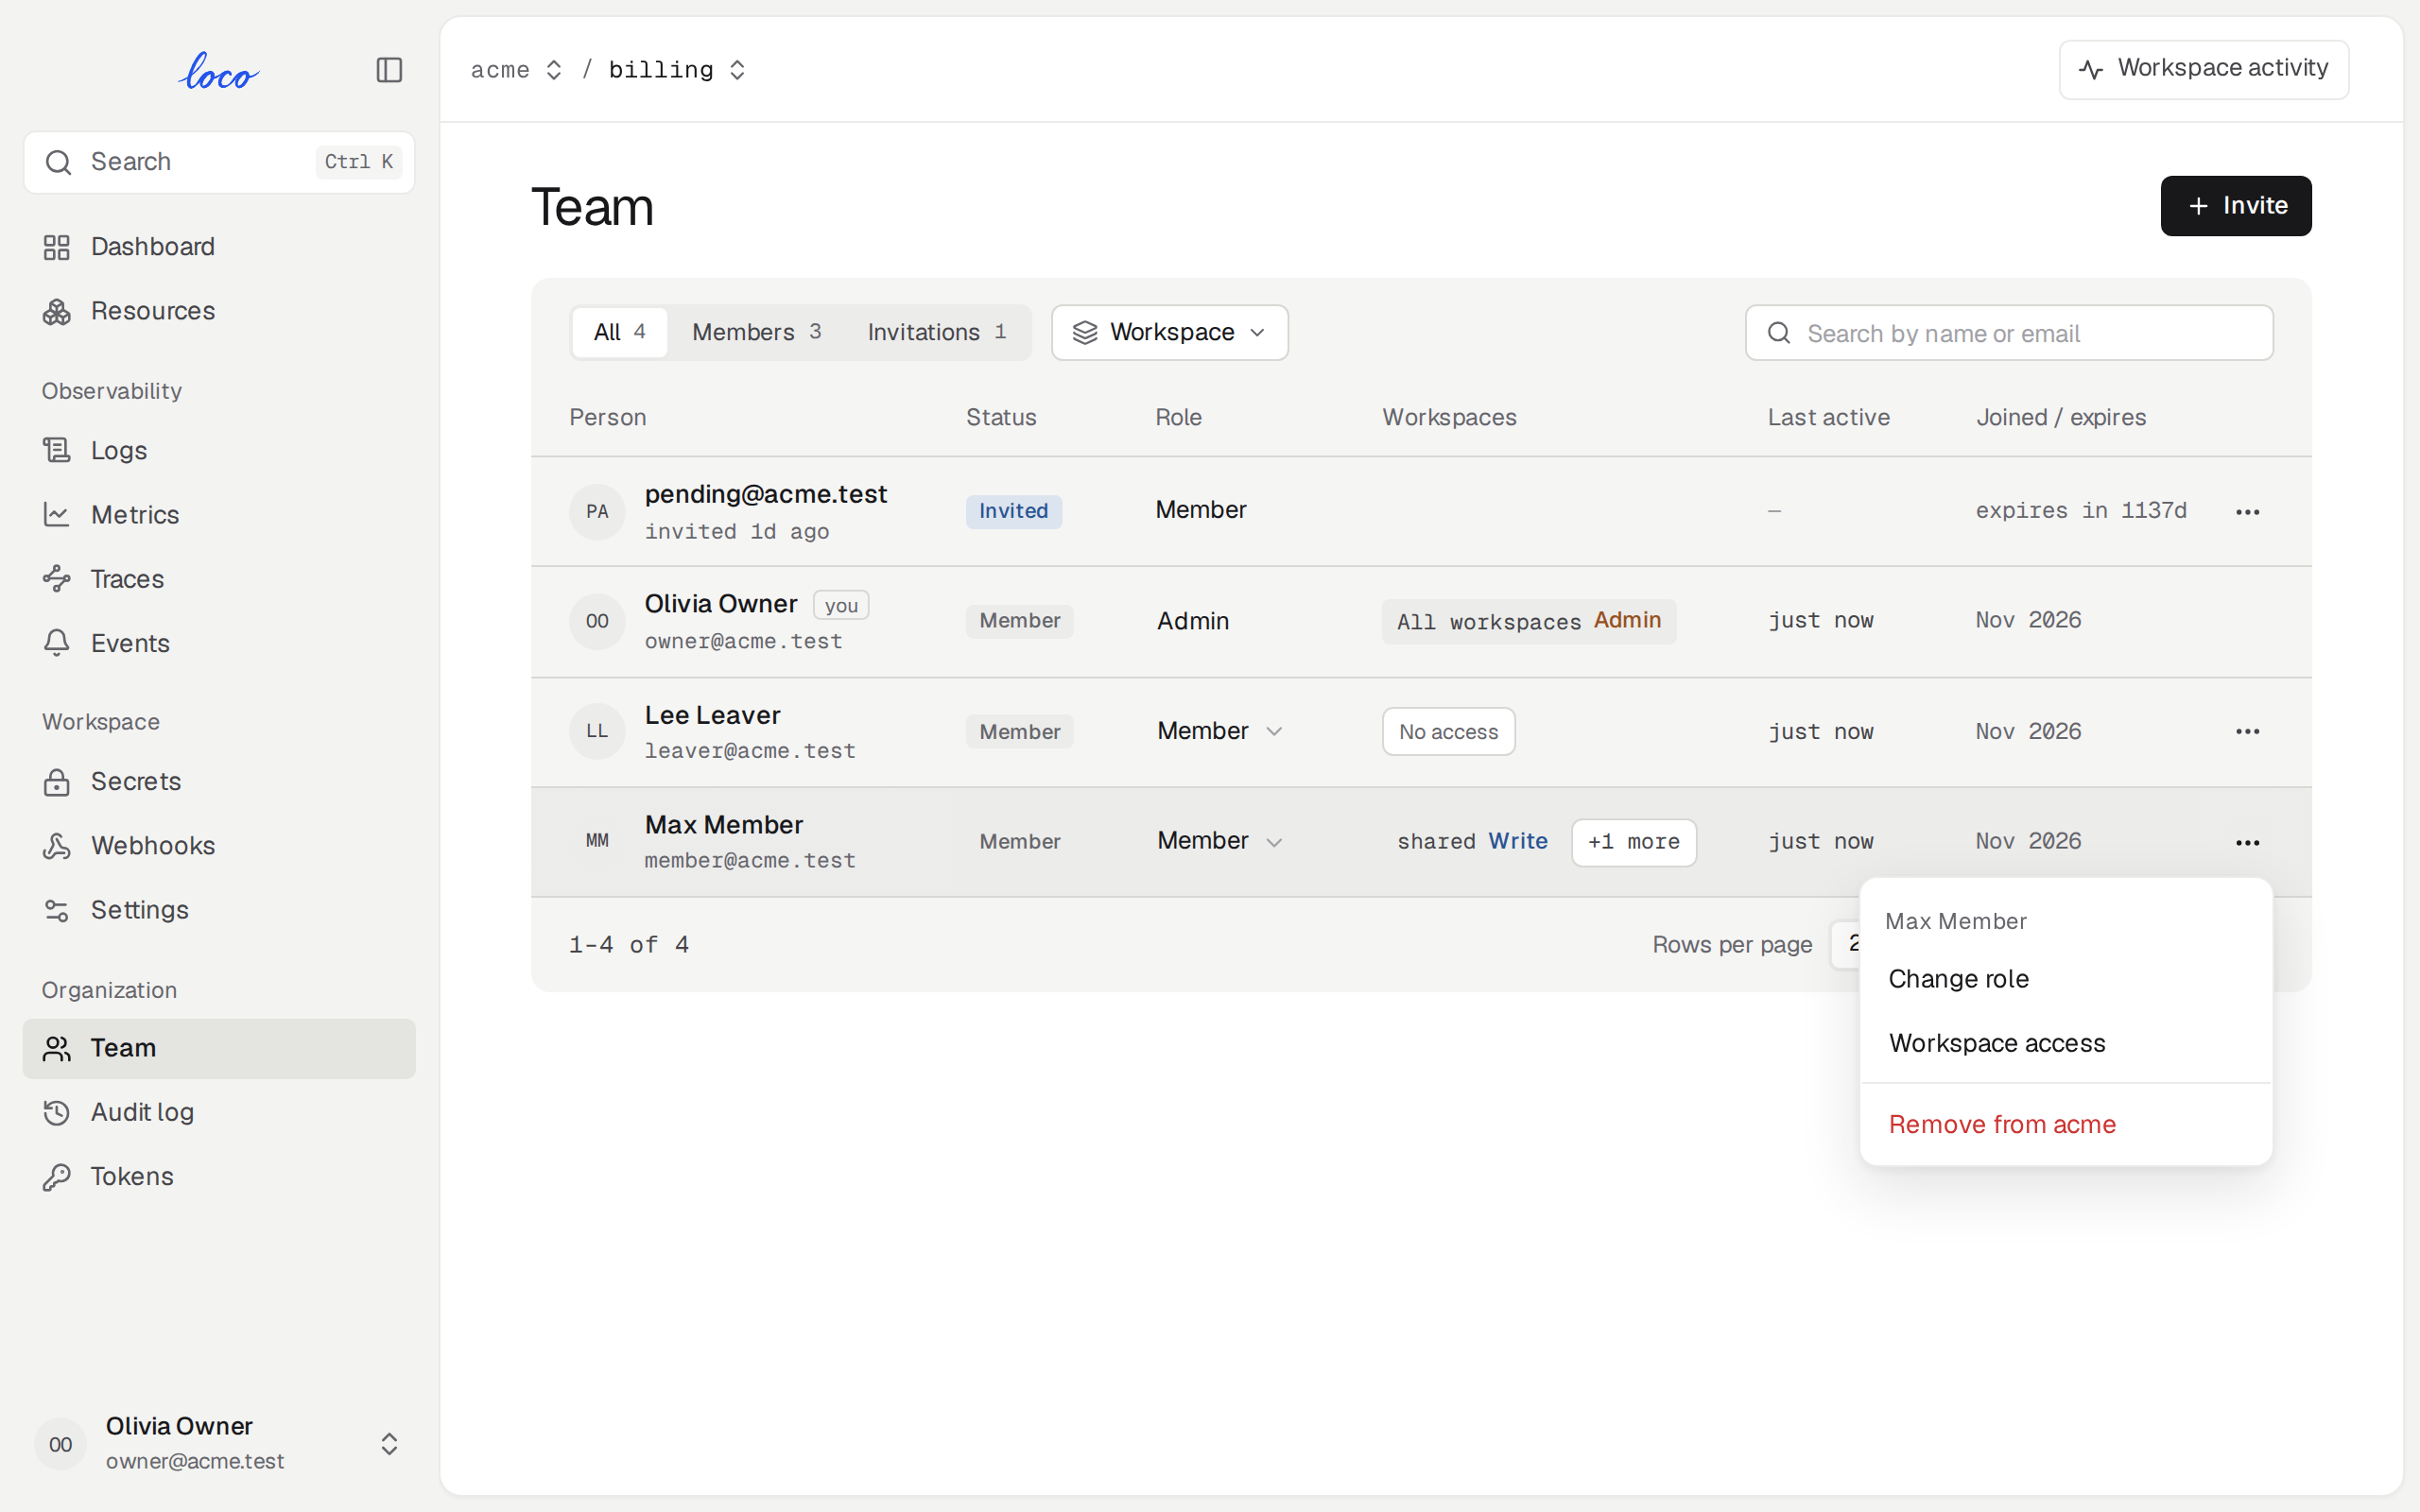 loco
Search Ctrl K
Dashboard
Resources
Observability
Logs
Metrics
Traces
Events
Workspace
Secrets
Webhooks
Settings
Organization
Team
Audit log
Tokens
OO Olivia Owner
owner@acme.test
acme / billing
Workspace activity
Team
Invite
All 4 Members 3 Invitations 1 Workspace
Search by name or email
Person Status Role Workspaces Last active Joined / expires
PA pending@acme.test Invited Member – expires in 1137d
invited 1d ago
OO Olivia Owner you Member Admin All workspaces Admin just now Nov 2026
owner@acme.test
LL Lee Leaver Member Member No access just now Nov 2026
leaver@acme.test
MM Max Member Member Member shared Write +1 more just now Nov 2026
member@acme.test
1–4 of 4 Rows per page 2
Max Member
Change role
Workspace access
Remove from acme